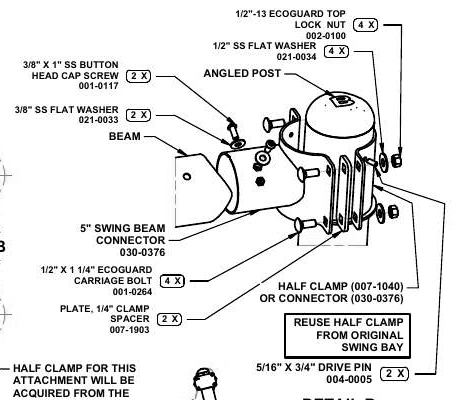 1/2"-13 ECOGUARD TOP
LOCK NUT
002-0100
4 X
1/2" SS FLAT WASHER
021-0034
4 X
ANGLED POST
3/8" X 1" SS BUTTON
HEAD CAP SCREW
001-0117
2 X
3/8" SS FLAT WASHER
021-0033
2 X
BEAM
5" SWING BEAM
CONNECTOR
030-0376
1/2" X 1 1/4" ECOGUARD
CARRIAGE BOLT
001-0264
4 X
PLATE, 1/4" CLAMP
SPACER
007-1903
2 X
HALF CLAMP (007-1040)
OR CONNECTOR (030-0376)
REUSE HALF CLAMP
FROM ORIGINAL
SWING BAY
5/16" X 3/4" DRIVE PIN
004-0005
2 X
HALF CLAMP FOR THIS
ATTACHMENT WILL BE
ACQUIRED FROM THE